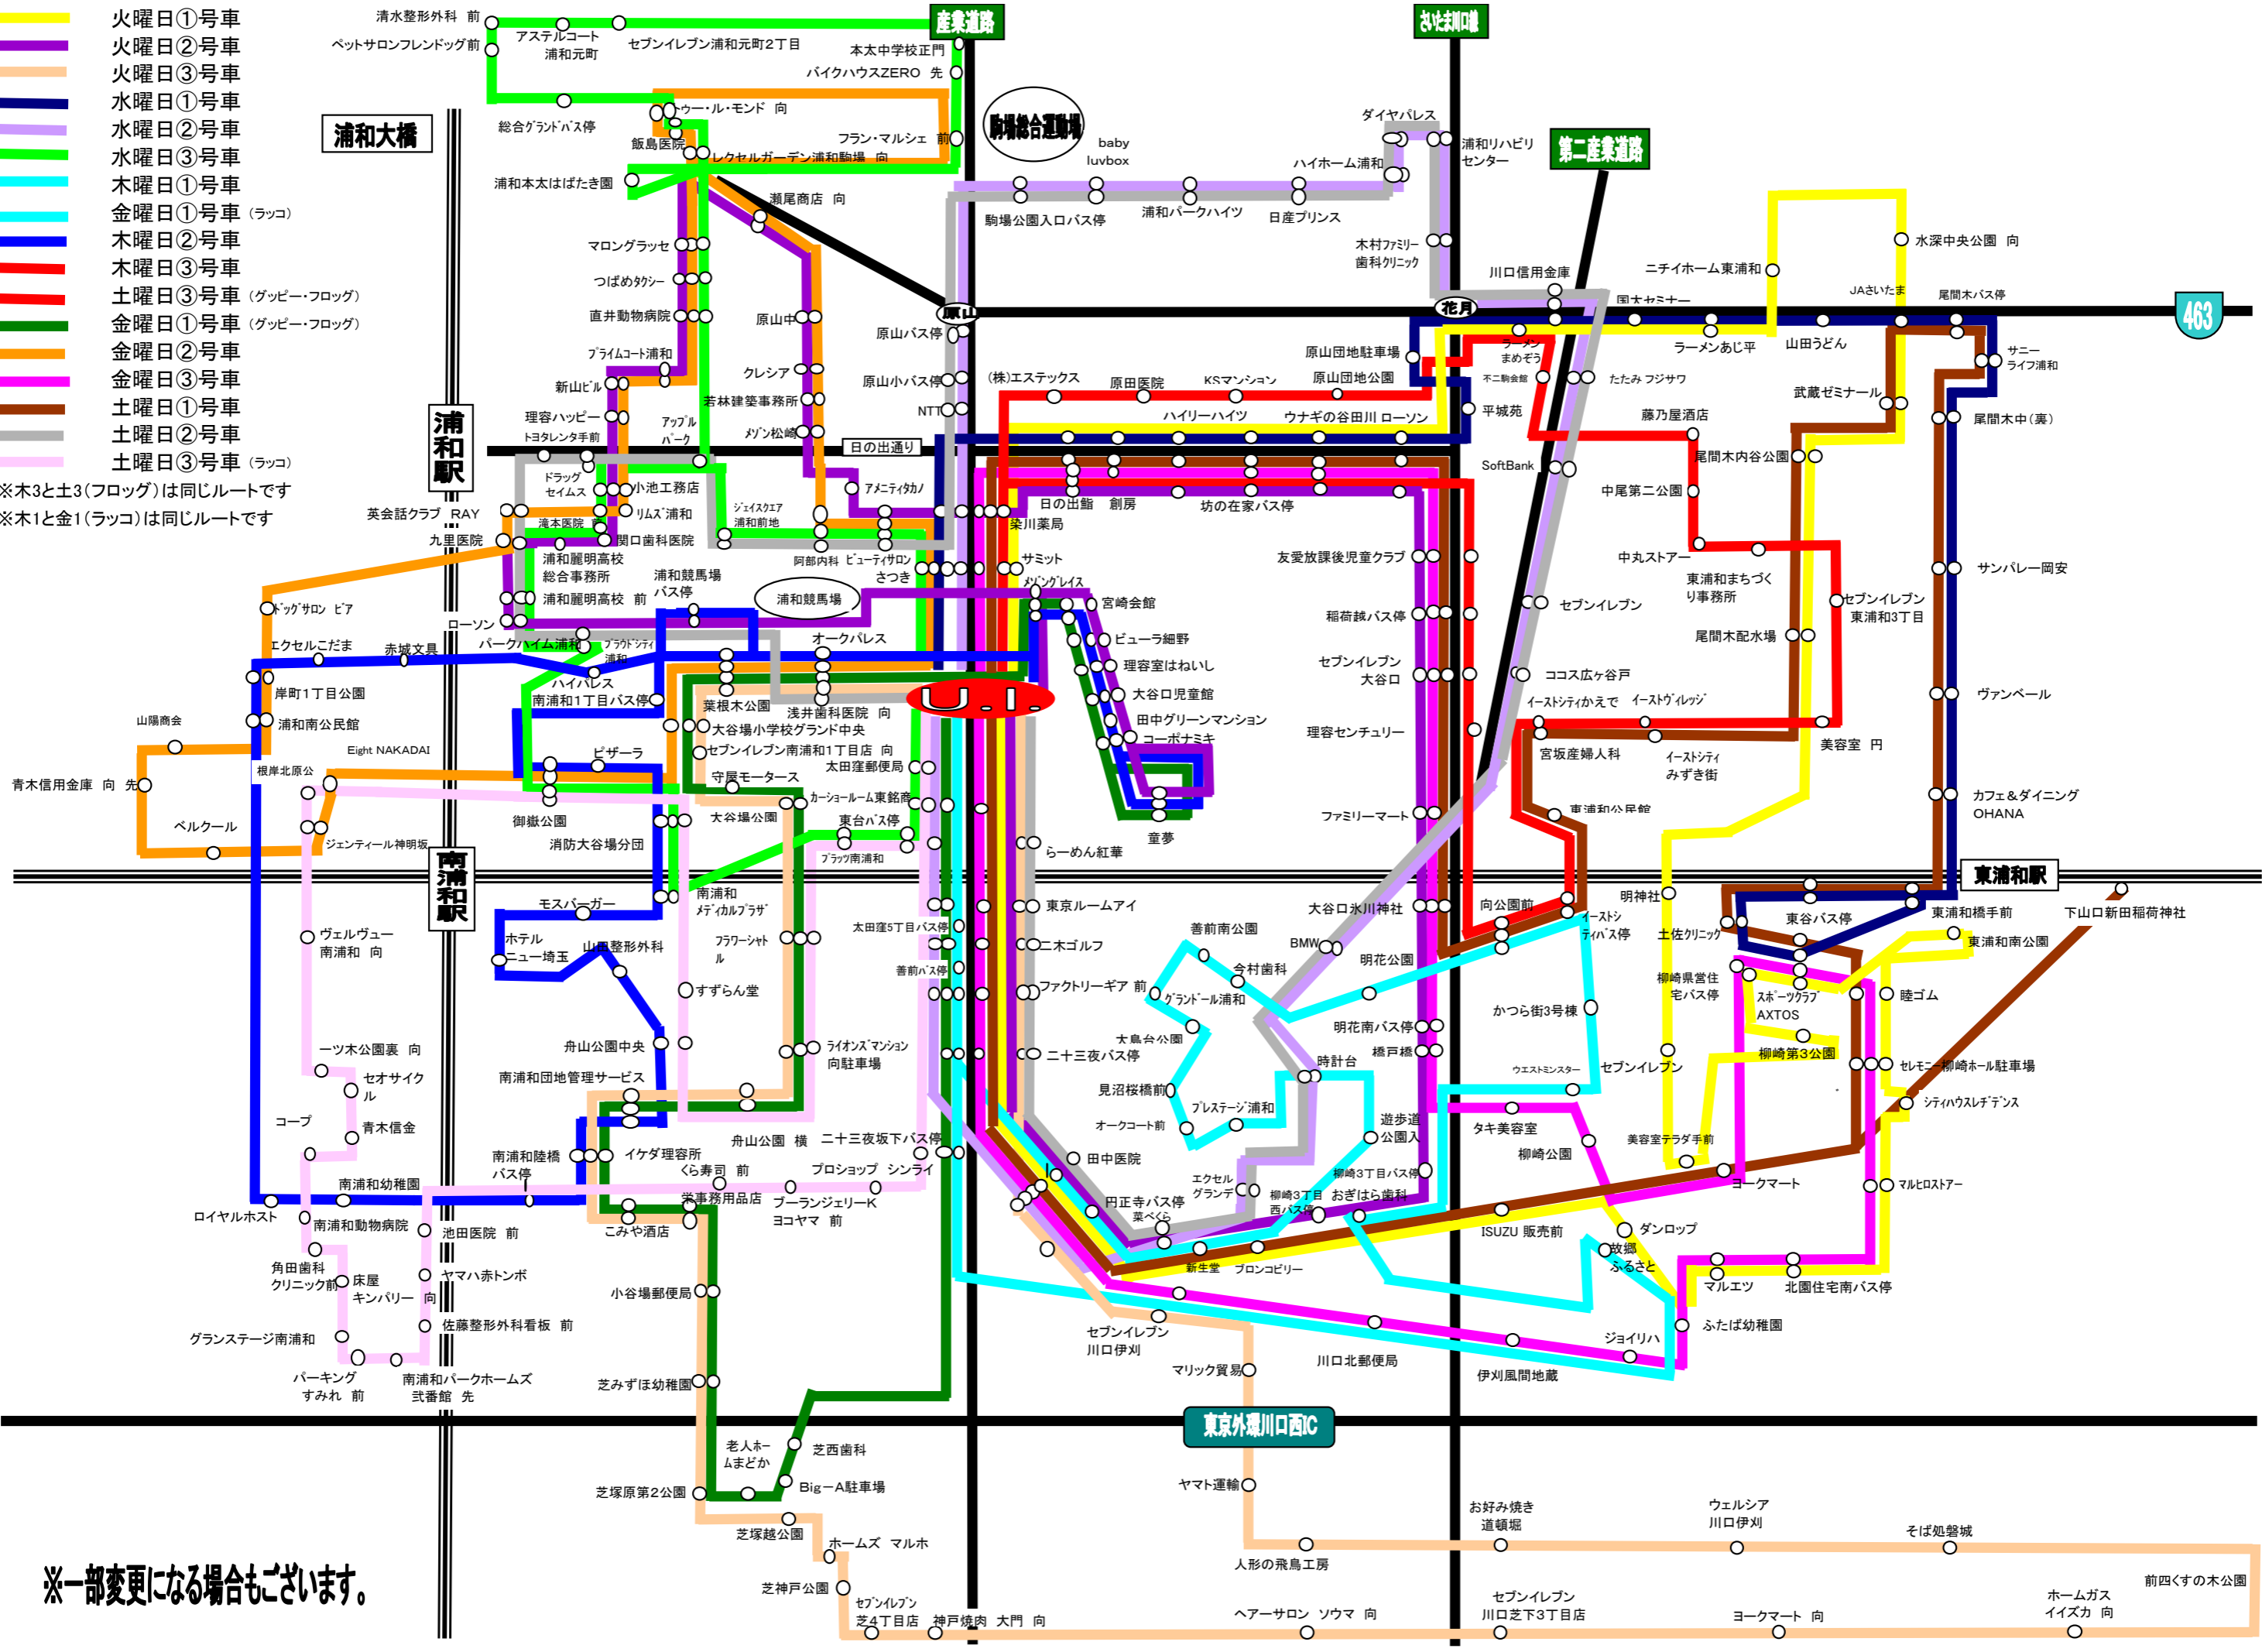 火曜日①号車
火曜日②号車
火曜日③号車
水曜日①号車
水曜日②号車
水曜日③号車
木曜日①号車
金曜日①号車（ラッコ）
木曜日②号車
木曜日③号車
土曜日③号車（グッピー・フロッグ）
金曜日①号車（グッピー・フロッグ）
金曜日②号車
金曜日③号車
土曜日①号車
土曜日②号車
土曜日③号車（ラッコ）
※木3と土3（フロッグ）は同じルートです
※木1と金1（ラッコ）は同じルートです
清水整形外科 前
ペットサロンフレンドッグ前
アステルコート
浦和元町
セブンイレブン浦和元町2丁目
産業道路
本太中学校正門
バイクハウスZERO 先
さいたま川口線
浦和大橋
総合グランドバス停
トゥー・ル・モンド 向
飯島医院
フラン・マルシェ 前
レクセルガーデン浦和駒場 向
浦和本太はばたき園
駒場総合運動場
baby
luvbox
ダイヤパレス
ハイホーム浦和
浦和リハビリ
センター
第二産業道路
瀬尾商店 向
駒場公園入口バス停
浦和パークハイツ
日産プリンス
木村ファミリー
歯科クリニック
川口信用金庫
ニチイホーム東浦和
水深中央公園 向
マロングラッセ
つばめタクシー
直井動物病院
原山中
原山
原山バス停
花月
国大セミナー
JAさいたま
尾間木バス停
463
プライムコート浦和
新山ビル
クレシア
原山小バス停
(株)エステックス
原田医院
KSマンション
原山団地公園
原山団地駐車場
ラーメン
まめぞう
ラーメンあじ平
山田うどん
サニー
ライフ浦和
不二駒会館
たたみ フジサワ
武蔵ゼミナール
若林建築事務所
NTT
理容ハッピー
アップル
パーク
メゾン松崎
トヨタレンタ手前
日の出通り
ハイリーハイツ
ウナギの谷田川 ローソン
平城苑
藤乃屋酒店
尾間木中(裏)
浦和駅
ドラッグ
セイムス
小池工務店
尾間木内谷公園
SoftBank
アメニティタカノ
日の出鮨
創房
坊の在家バス停
中尾第二公園
英会話クラブ RAY
滝本医院 前
リムズ浦和
ジェイスクエア
浦和前地
染川薬局
九里医院
関口歯科医院
浦和麗明高校
総合事務所
阿部内科
ビューティサロン
さつき
サミット
友愛放課後児童クラブ
中丸ストアー
東浦和まちづく
り事務所
サンパレー岡安
浦和競馬場
バス停
浦和競馬場
メゾングレイス
浦和麗明高校 前
ドッグサロン ピア
宮崎会館
稲荷越バス停
セブンイレブン
セブンイレブン
東浦和3丁目
ローソン
パークハイム浦和
プラウドシティ
浦和
オークパレス
ビューラ細野
尾間木配水場
エクセルこだま
赤城文具
理容室はねいし
セブンイレブン
大谷口
ココス広ヶ谷戸
岸町1丁目公園
ハイパレス
南浦和1丁目バス停
葉根木公園
浅井歯科医院 向
U.I.
大谷口児童館
イーストシティかえで
イーストヴィレッジ
ヴァンベール
山陽商会
浦和南公民館
大谷場小学校グランド中央
田中グリーンマンション
理容センチュリー
Eight NAKADAI
ピザーラ
セブンイレブン南浦和1丁目店 向
コーポナミキ
宮坂産婦人科
イーストシティ
みずき街
美容室 円
青木信用金庫 向 先
根岸北原公
太田窪郵便局
守屋モータース
カーショールーム東銘商
東浦和公民館
カフェ＆ダイニング
OHANA
ベルクール
ジェンティール神明坂
御嶽公園
消防大谷場分団
大谷場公園
東台バス停
プラッツ南浦和
童夢
ファミリーマート
らーめん紅華
南浦和駅
東浦和駅
南浦和
メディカルプラザ
モスバーガー
太田窪5丁目バス停
東京ルームアイ
大谷口氷川神社
向公園前
イーストシ
ティバス停
明神社
土佐クリニック
東谷バス停
東浦和橋手前
下山口新田稲荷神社
ヴェルヴュー
南浦和 向
ホテル
ニュー埼玉
山田整形外科
フラワーシャト
ル
二木ゴルフ
善前南公園
BMW
東浦和南公園
善前バス停
今村歯科
明花公園
柳崎県営住
宅バス停
すずらん堂
ファクトリーギア 前
グランドール浦和
かつら街3号棟
スポーツクラブ
AXTOS
睦ゴム
大鳥台公園
明花南バス停
一ツ木公園裏 向
舟山公園中央
ライオンズマンション
向駐車場
二十三夜バス停
橋戸橋
柳崎第3公園
セオサイク
ル
南浦和団地管理サービス
見沼桜橋前
時計台
ウエストミンスター
セブンイレブン
セレモニー柳崎ホール駐車場
コープ
青木信金
プレステージ浦和
遊歩道
公園入
シティハウスレヂデンス
南浦和陸橋
バス停
イケダ理容所
舟山公園 横
二十三夜坂下バス停
オークコート前
タキ美容室
柳崎公園
美容室テラダ手前
南浦和幼稚園
くら寿司 前
プロショップ シンライ
田中医院
エクセル
グランデ
柳崎3丁目バス停
ヨークマート
マルヒロストアー
ロイヤルホスト
栄事務用品店
ブーランジェリーK
ヨコヤマ 前
円正寺バス停
菜べくら
柳崎3丁目
西バス停
おぎはら歯科
南浦和動物病院
池田医院 前
こみや酒店
ISUZU 販売前
ダンロップ
角田歯科
クリニック前
ヤマハ赤トンボ
新生堂
ブロンコビリー
故郷
ふるさと
床屋
キンパリー 向
小谷場郵便局
マルエツ
北園住宅南バス停
グランステージ南浦和
佐藤整形外科看板 前
セブンイレブン
川口伊刈
ジョイリハ
ふたば幼稚園
パーキング
すみれ 前
南浦和パークホームズ
弐番館 先
芝みずほ幼稚園
マリック貿易
川口北郵便局
伊刈風間地蔵
東京外環川口西IC
老人ホー
ムまどか
芝西歯科
Big－A駐車場
芝塚原第2公園
ヤマト運輸
芝塚越公園
お好み焼き
道頓堀
ウェルシア
川口伊刈
そば処磐城
ホームズ マルホ
人形の飛鳥工房
※一部変更になる場合もございます。
芝神戸公園
セブンイレブン
芝4丁目店
神戸焼肉 大門 向
ヘアーサロン ソウマ 向
セブンイレブン
川口芝下3丁目店
ヨークマート 向
ホームガス
イイズカ 向
前四くすの木公園